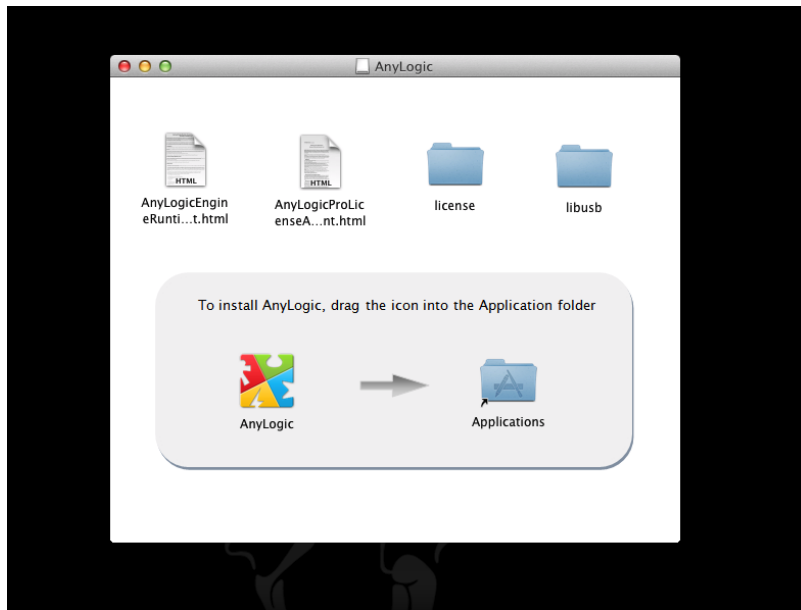 AnyLogic
HTML
HTML
AnyLogicEngin
eRunti...t.html
AnyLogicProLic
enseA...nt.html
license
libusb
To install AnyLogic, drag the icon into the Application folder
AnyLogic
Applications